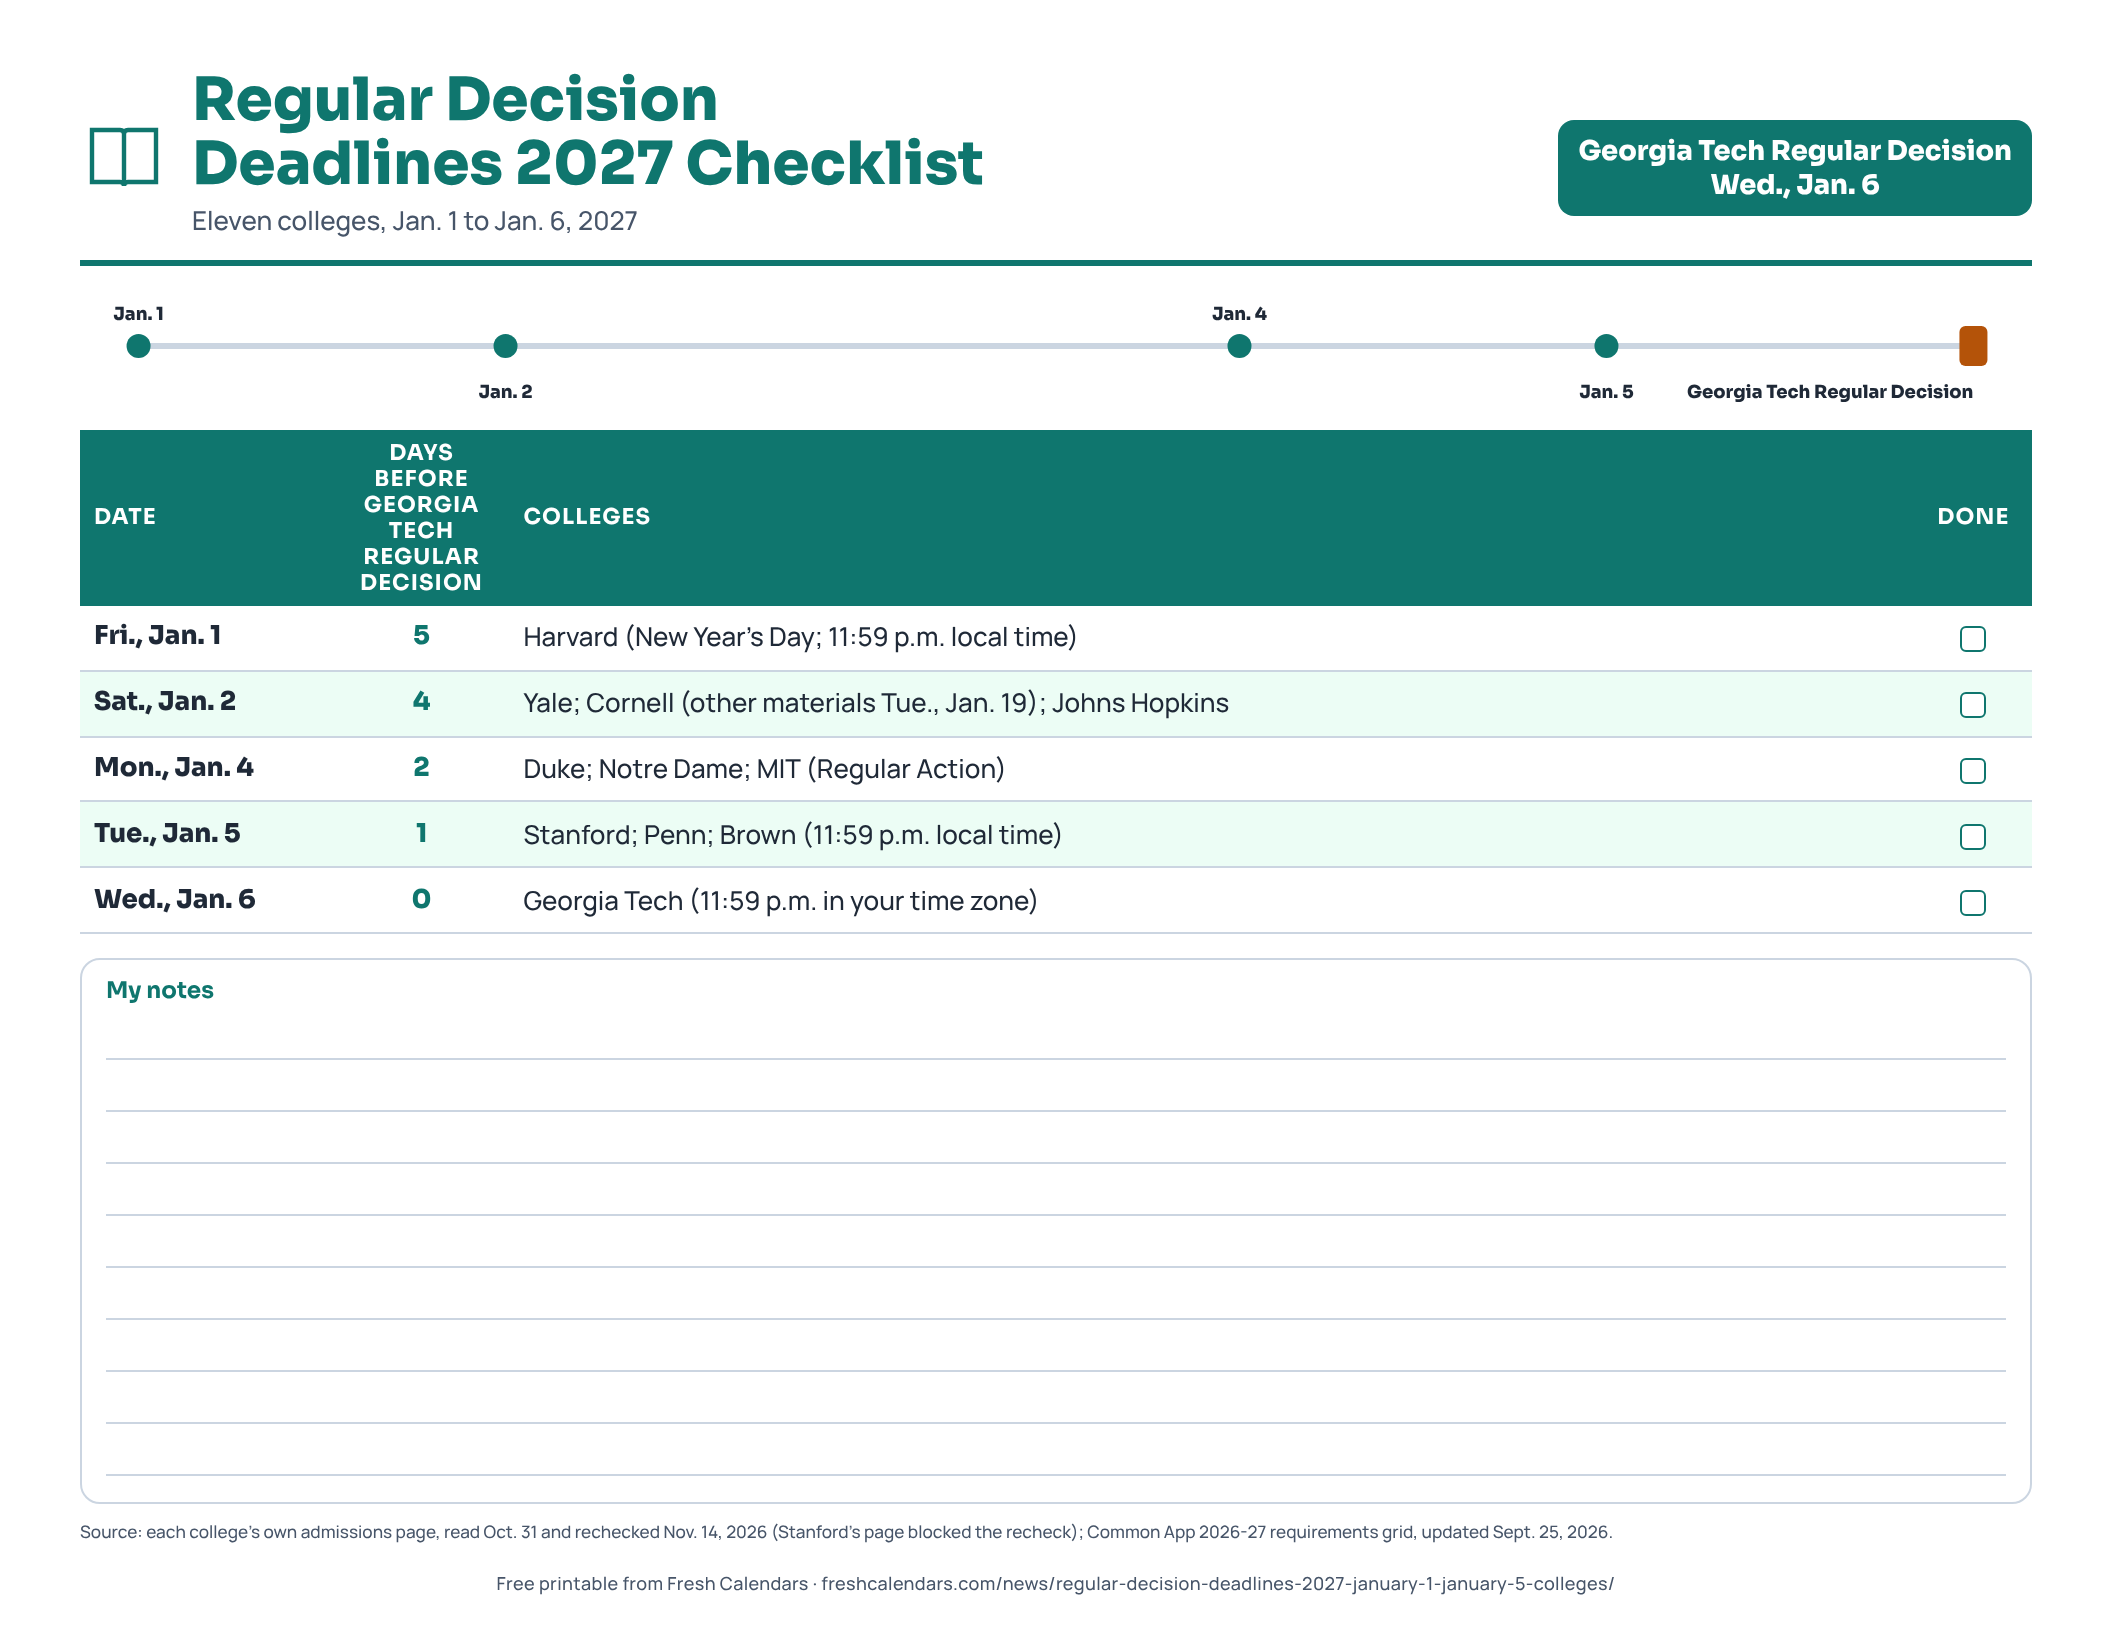 Regular Decision
Deadlines 2027 Checklist
Eleven colleges, Jan. 1 to Jan. 6, 2027
Georgia Tech Regular Decision
Wed., Jan. 6
Jan. 1
Jan. 2
Jan. 4
Jan. 5
Georgia Tech Regular Decision
DATE
DAYS
BEFORE
GEORGIA
TECH
REGULAR
DECISION
COLLEGES
DONE
Fri., Jan. 1 5 Harvard (New Year’s Day; 11:59 p.m. local time)
Sat., Jan. 2 4 Yale; Cornell (other materials Tue., Jan. 19); Johns Hopkins
Mon., Jan. 4 2 Duke; Notre Dame; MIT (Regular Action)
Tue., Jan. 5 1 Stanford; Penn; Brown (11:59 p.m. local time)
Wed., Jan. 6 0 Georgia Tech (11:59 p.m. in your time zone)
My notes
Source: each college’s own admissions page, read Oct. 31 and rechecked Nov. 14, 2026 (Stanford’s page blocked the recheck); Common App 2026-27 requirements grid, updated Sept. 25, 2026.
Free printable from Fresh Calendars · freshcalendars.com/news/regular-decision-deadlines-2027-january-1-january-5-colleges/